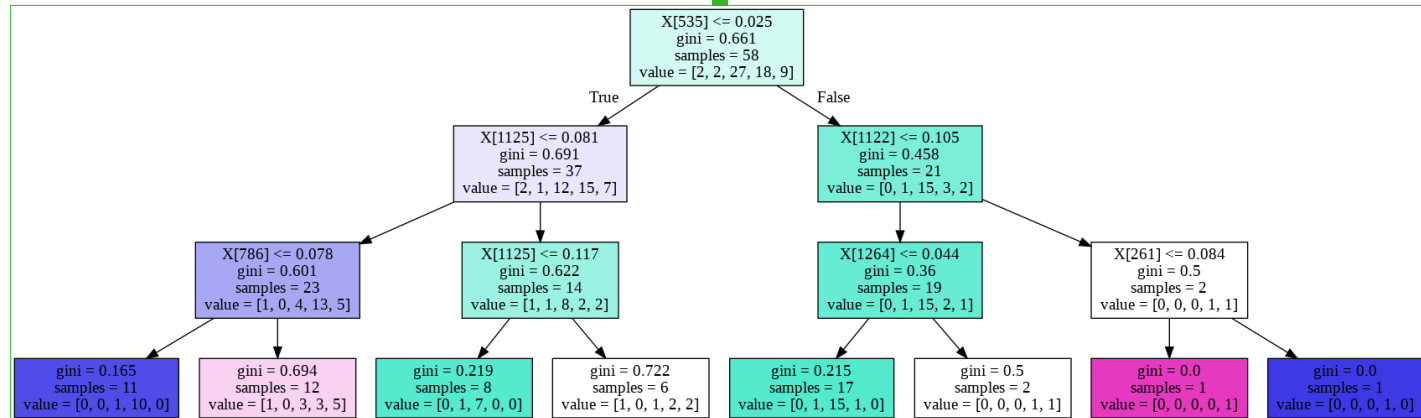 X[535] <= 0.025
gini = 0.661
samples = 58
value = [2, 2, 27, 18, 9]
True
False
X[1125] <= 0.081
gini = 0.691
samples = 37
value = [2, 1, 12, 15, 7]
X[1122] <= 0.105
gini = 0.458
samples = 21
value = [0, 1, 15, 3, 2]
X[786] <= 0.078
gini = 0.601
samples = 23
value = [1, 0, 4, 13, 5]
X[1125] <= 0.117
gini = 0.622
samples = 14
value = [1, 1, 8, 2, 2]
X[1264] <= 0.044
gini = 0.36
samples = 19
value = [0, 1, 15, 2, 1]
X[261] <= 0.084
gini = 0.5
samples = 2
value = [0, 0, 0, 1, 1]
gini = 0.165
samples = 11
value = [0, 0, 1, 10, 0]
gini = 0.694
samples = 12
value = [1, 0, 3, 3, 5]
gini = 0.219
samples = 8
value = [0, 1, 7, 0, 0]
gini = 0.722
samples = 6
value = [1, 0, 1, 2, 2]
gini = 0.215
samples = 17
value = [0, 1, 15, 1, 0]
gini = 0.5
samples = 2
value = [0, 0, 0, 1, 1]
gini = 0.0
samples = 1
value = [0, 0, 0, 0, 1]
gini = 0.0
samples = 1
value = [0, 0, 0, 1, 0]